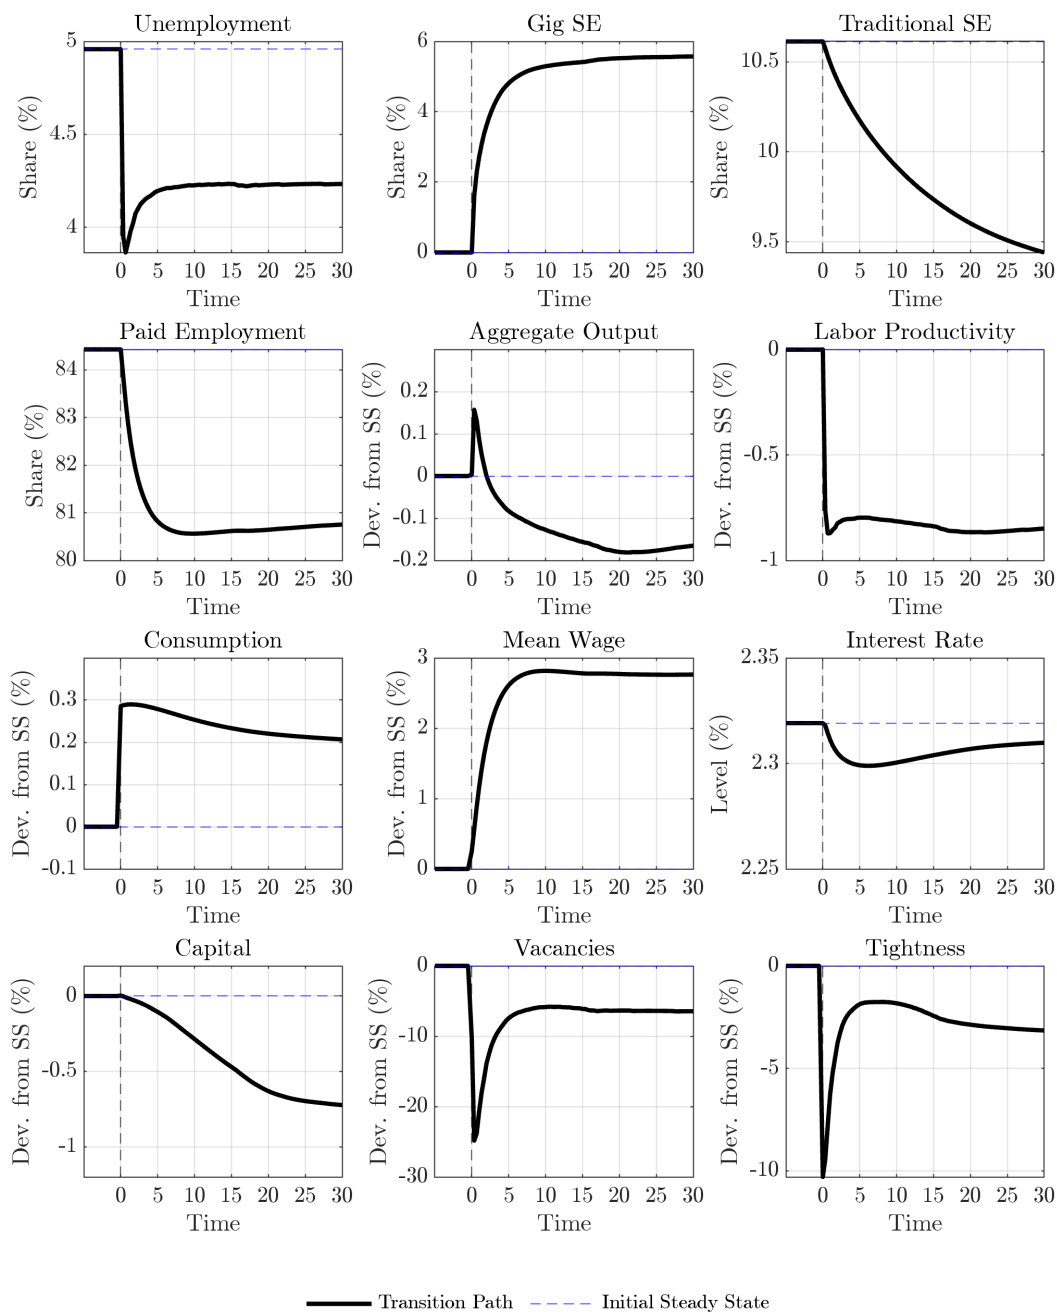 Unemployment
Gig SE
Traditional SE
5
4.5
4
Share (%)
0 5 10 15 20 25 30
Time
6
4
2
0
Share (%)
0 5 10 15 20 25 30
Time
10.5
10
9.5
Share (%)
0 5 10 15 20 25 30
Time
Paid Employment
Aggregate Output
Labor Productivity
84
83
82
81
80
Share (%)
0 5 10 15 20 25 30
Time
0.2
0.1
0
-0.1
-0.2
Dev. from SS (%)
0 5 10 15 20 25 30
Time
0
-0.5
-1
Dev. from SS (%)
0 5 10 15 20 25 30
Time
Consumption
Mean Wage
Interest Rate
0.3
0.2
0.1
0
-0.1
Dev. from SS (%)
0 5 10 15 20 25 30
Time
3
2
1
0
Dev. from SS (%)
0 5 10 15 20 25 30
Time
2.35
2.3
2.25
Level (%)
0 5 10 15 20 25 30
Time
Capital
Vacancies
Tightness
0
-0.5
-1
Dev. from SS (%)
0 5 10 15 20 25 30
Time
0
-10
-20
-30
Dev. from SS (%)
0 5 10 15 20 25 30
Time
0
-5
-10
Dev. from SS (%)
0 5 10 15 20 25 30
Time
Transition Path
Initial Steady State